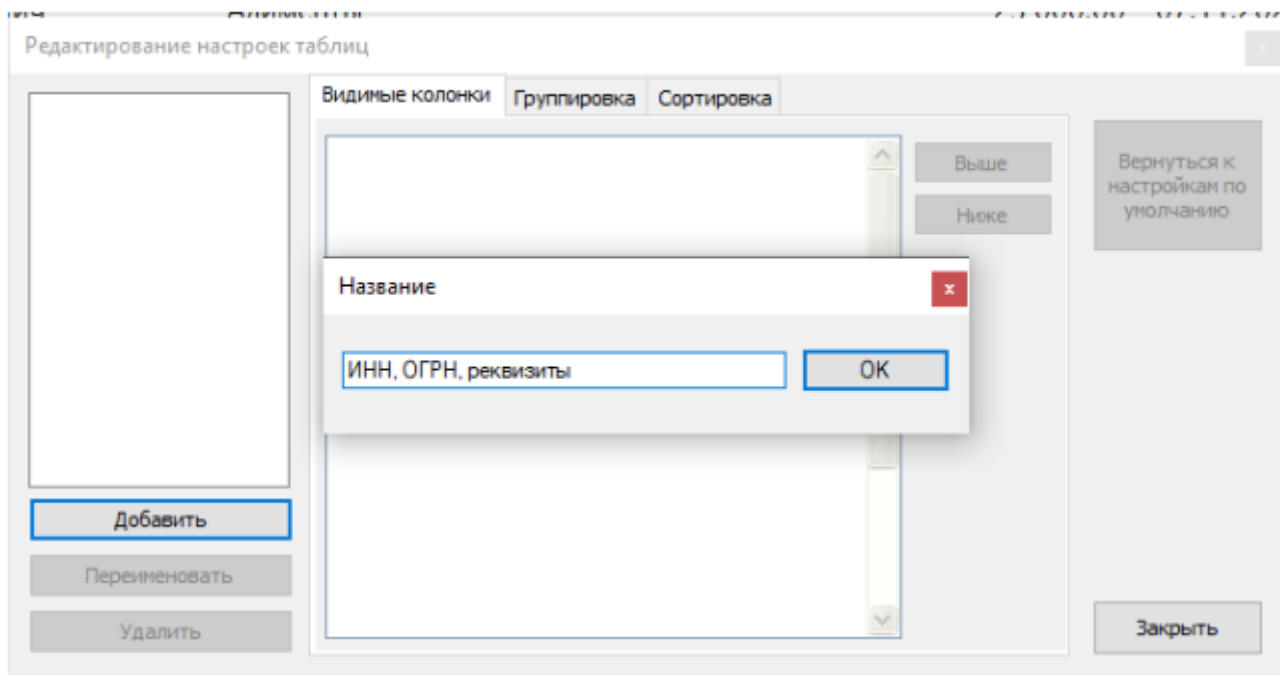 Редактирование настроек таблиц
x
Видимые колонки Группировка Сортировка
Выше
Ниже
Вернуться к
настройкам по
умолчанию
Название
x
ИНН, ОГРН, реквизиты
OK
Добавить
Переименовать
Удалить
Закрыть